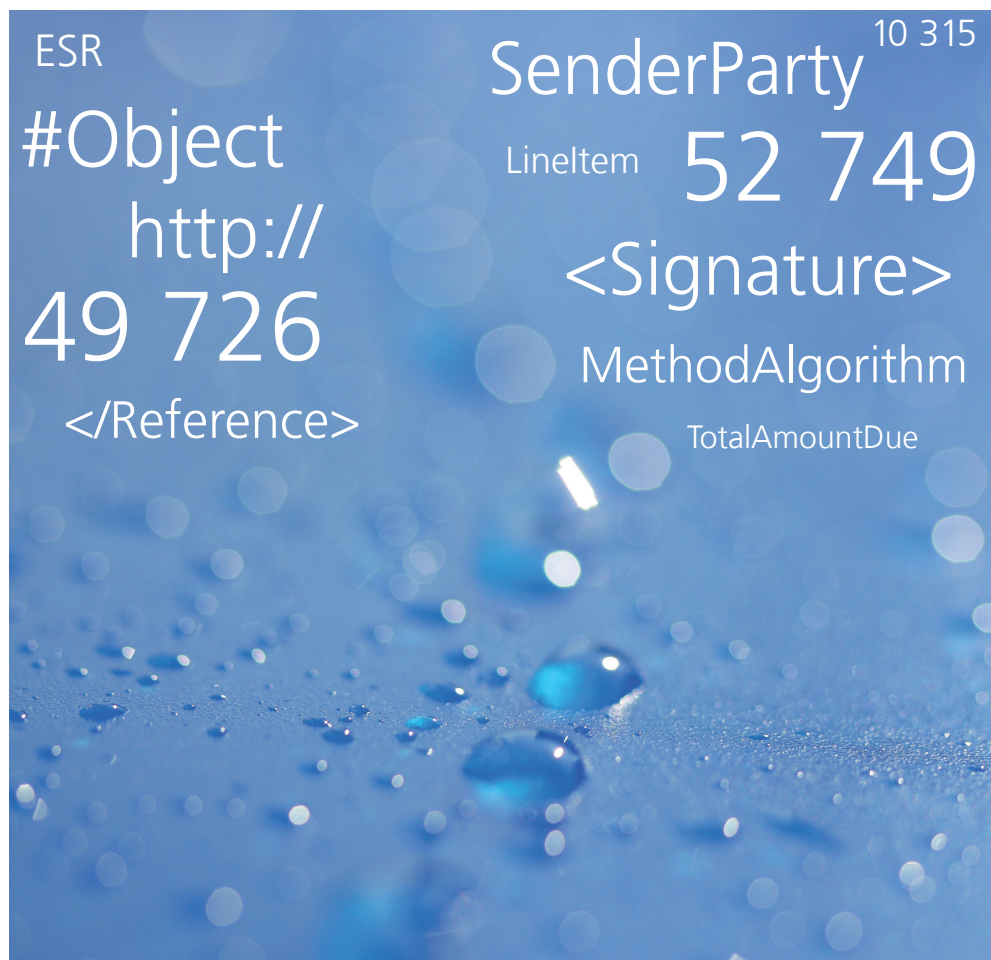 ESR
#Object
http://
49 726
</Reference>
10 315
SenderParty
LineItem
52 749
<Signature>
MethodAlgorithm
TotalAmountDue